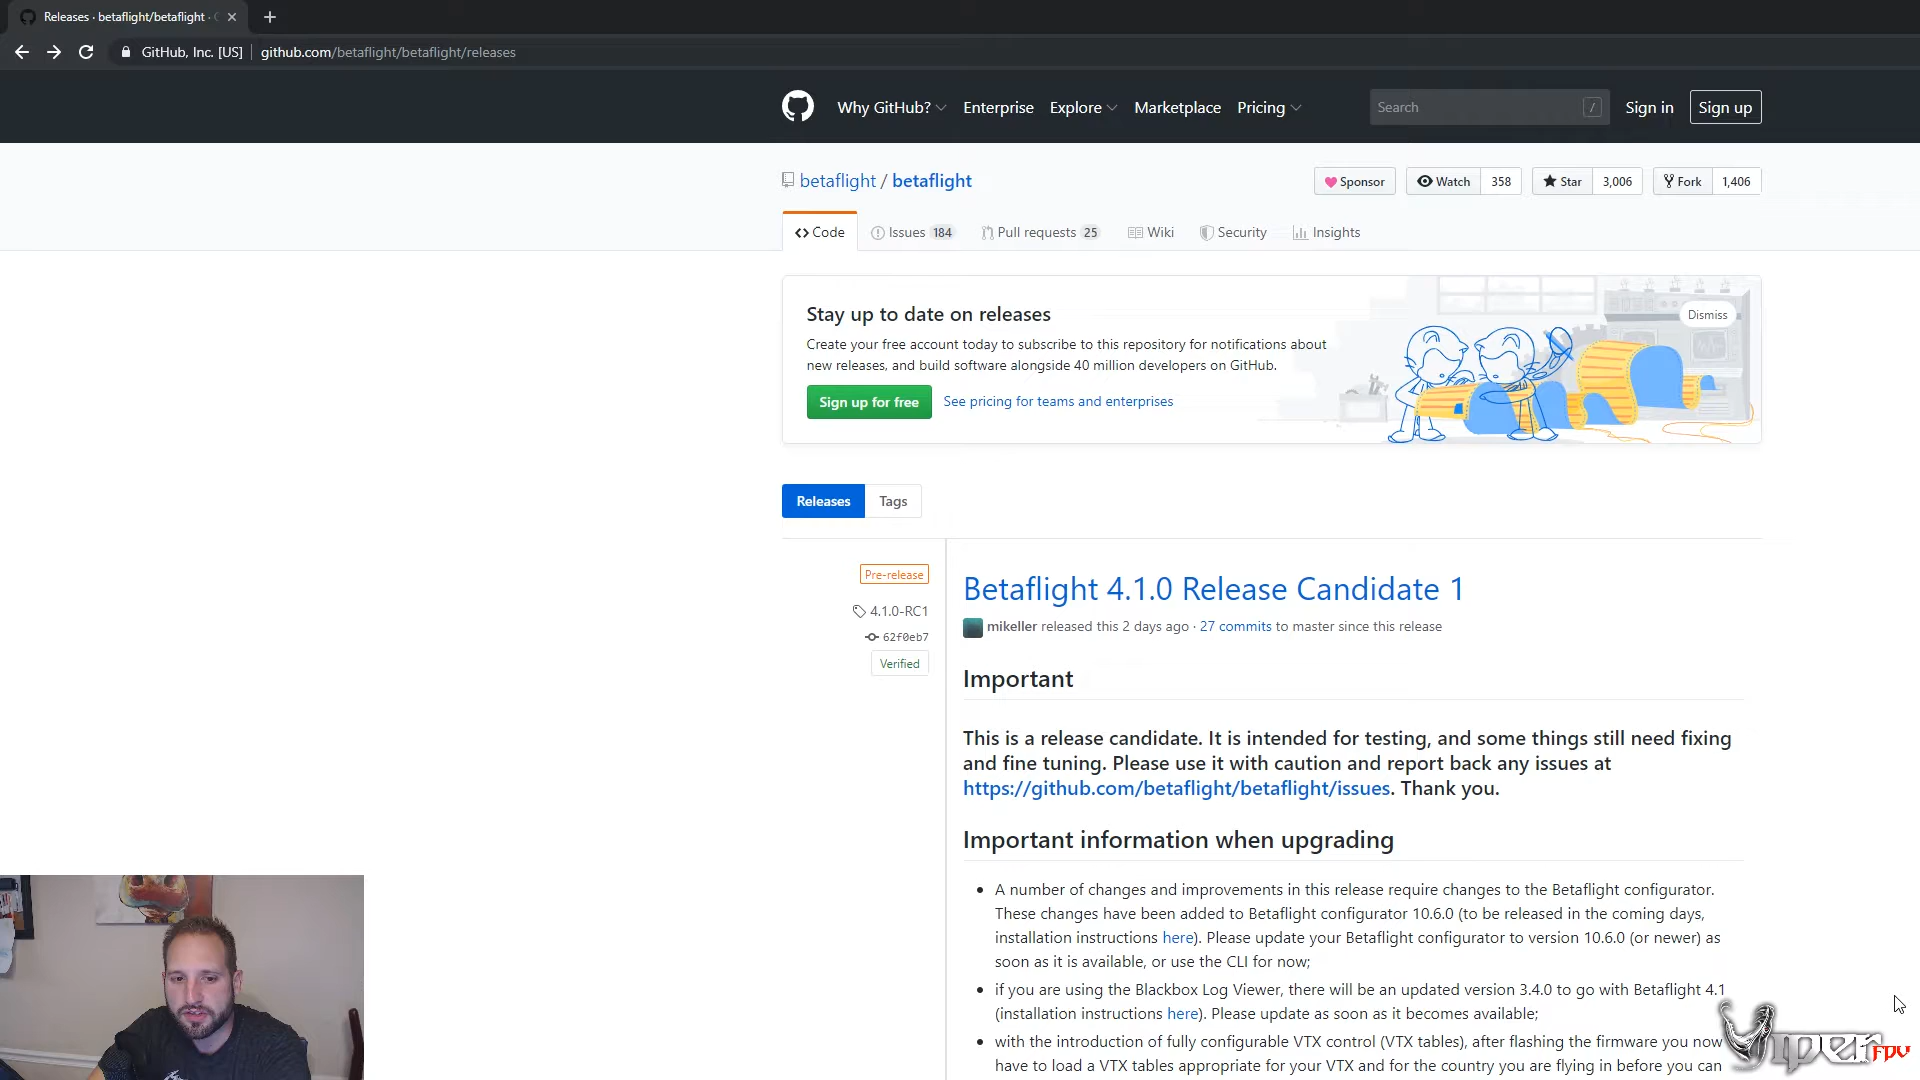 Releases · betaflight/betaflight ·
GitHub, Inc. [US] github.com/betaflight/betaflight/releases
Why GitHub? Enterprise Explore Marketplace Pricing Search / Sign in Sign up
betaflight / betaflight Sponsor Watch 358 Star 3,006 Fork 1,406
Code Issues 184 Pull requests 25 Wiki Security Insights
Stay up to date on releases
Dismiss
Create your free account today to subscribe to this repository for notifications about
new releases, and build software alongside 40 million developers on GitHub.
Sign up for free See pricing for teams and enterprises
Releases Tags
Pre-release
4.1.0-RC1
62f0eb7
Verified
Betaflight 4.1.0 Release Candidate 1
mikeller released this 2 days ago · 27 commits to master since this release
Important
This is a release candidate. It is intended for testing, and some things still need fixing
and fine tuning. Please use it with caution and report back any issues at
https://github.com/betaflight/betaflight/issues. Thank you.
Important information when upgrading
• A number of changes and improvements in this release require changes to the Betaflight configurator.
These changes have been added to Betaflight configurator 10.6.0 (to be released in the coming days,
installation instructions here). Please update your Betaflight configurator to version 10.6.0 (or newer) as
soon as it is available, or use the CLI for now;
• if you are using the Blackbox Log Viewer, there will be an updated version 3.4.0 to go with Betaflight 4.1
(installation instructions here). Please update as soon as it becomes available;
• with the introduction of fully configurable VTX control (VTX tables), after flashing the firmware you now
have to load a VTX tables appropriate for your VTX and for the country you are flying in before you can
Viper FPV